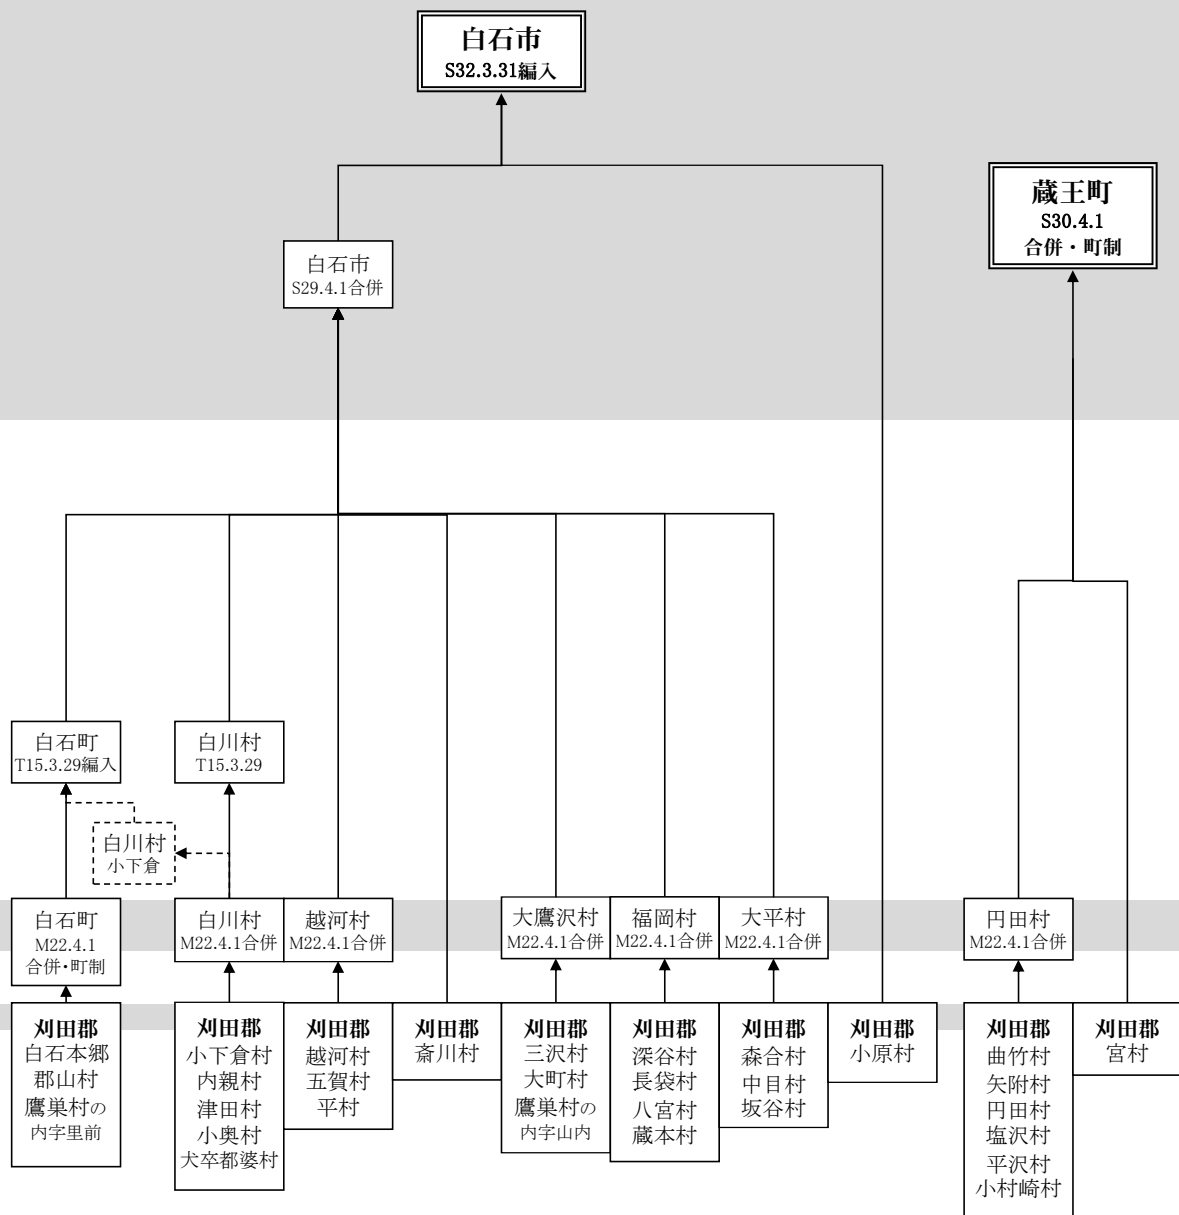 白石市
S32.3.31編入
蔵王町
S30.4.1
合併・町制
白石市
S29.4.1合併
白石町
T15.3.29編入
白川村
T15.3.29
白川村
小下倉
白石町
M22.4.1
合併・町制
白川村
M22.4.1合併
越河村
M22.4.1合併
大鷹沢村
M22.4.1合併
福岡村
M22.4.1合併
大平村
M22.4.1合併
円田村
M22.4.1合併
刈田郡
白石本郷
郡山村
鷹巣村の
内字里前
刈田郡
小下倉村
内親村
津田村
小奥村
犬卒都婆村
刈田郡
越河村
五賀村
平村
刈田郡
斎川村
刈田郡
三沢村
大町村
鷹巣村の
内字山内
刈田郡
深谷村
長袋村
八宮村
蔵本村
刈田郡
森合村
中目村
坂谷村
刈田郡
小原村
刈田郡
曲竹村
矢附村
円田村
塩沢村
平沢村
小村崎村
刈田郡
宮村